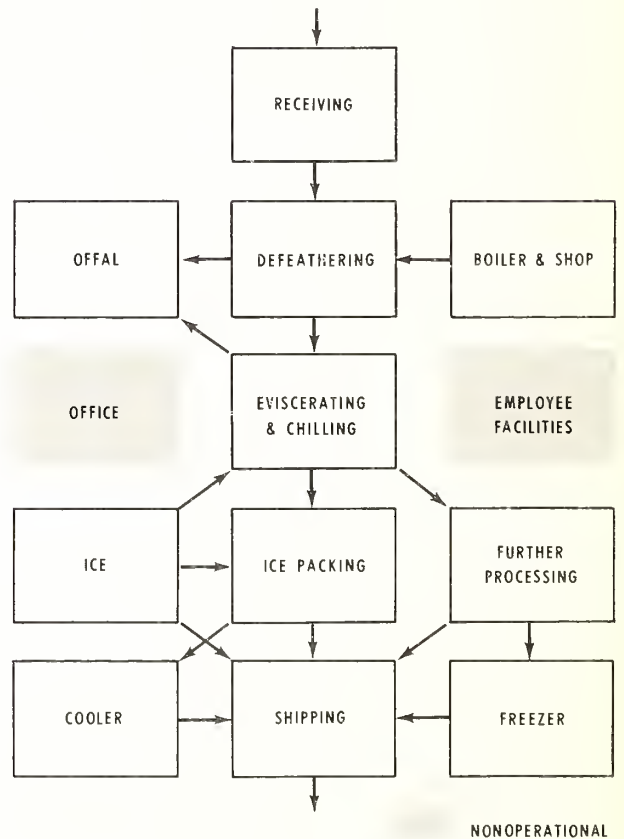 RECEIVING
OFFAL
DEFEATHERING
BOILER & SHOP
OFFICE
EVISCERATING
& CHILLING
EMPLOYEE
FACILITIES
ICE
ICE PACKING
FURTHER
PROCESSING
COOLER
SHIPPING
FREEZER
NONOPERATIONAL